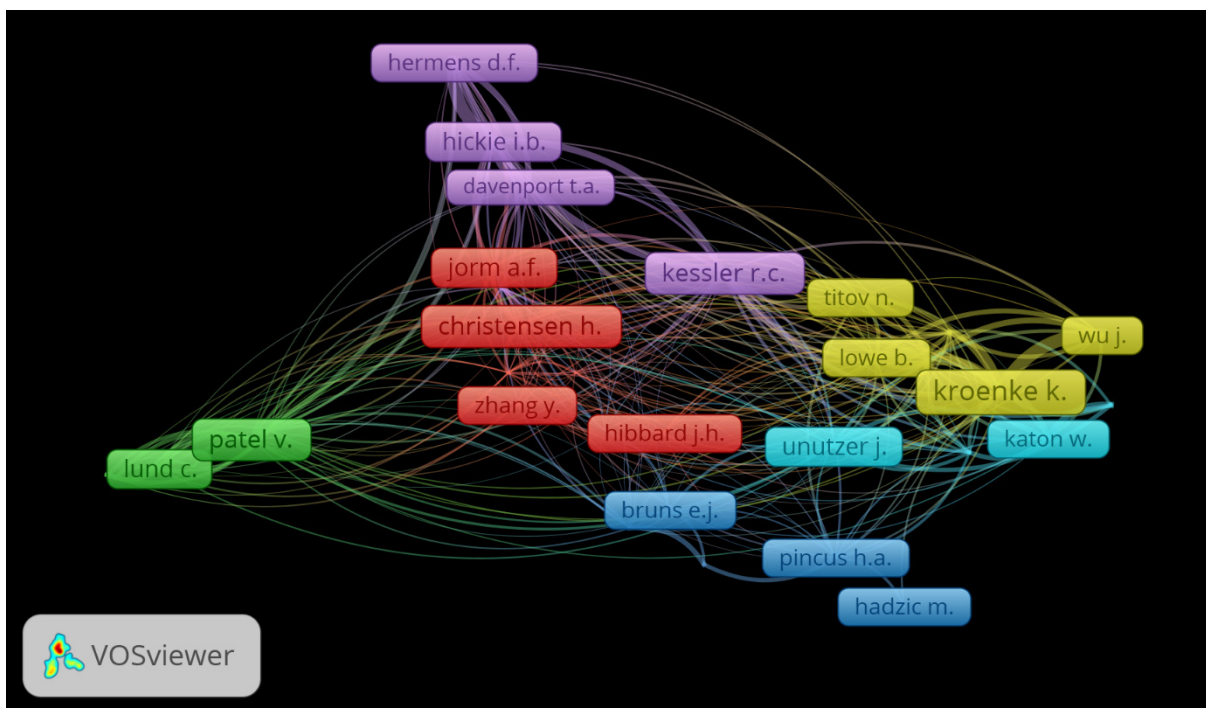 hermens d.f.
hickie i.b.
davenport t.a.
jorm a.f.
kessler r.c.
titov n.
christensen h.
wu j.
lowe b.
kroenke k.
zhang y.
hibbard j.h.
patel v.
unutzer j.
katon w.
lund c.
bruns e.j.
pincus h.a.
hadzic m.
VOSviewer